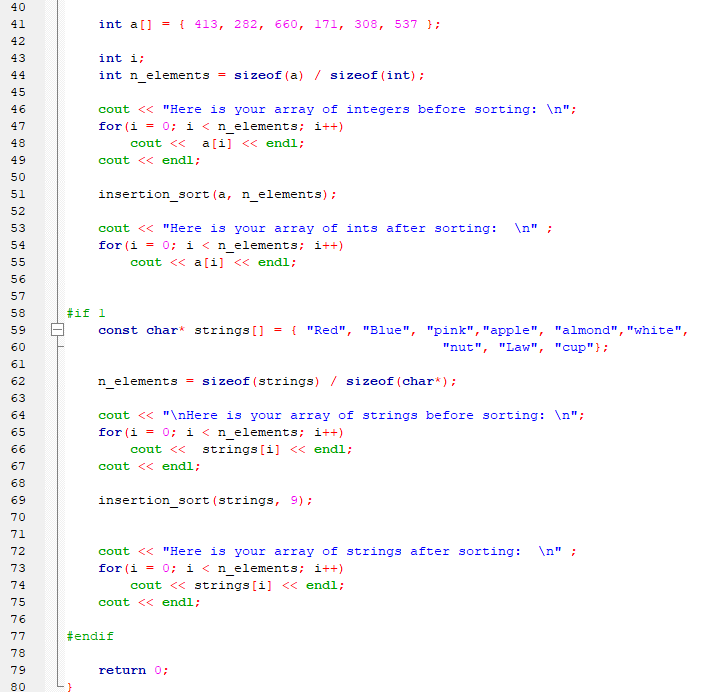 40
41 int a[] = { 413, 282, 660, 171, 308, 537 };
42
43 int i;
44 int n_elements = sizeof(a) / sizeof(int);
45
46 cout << "Here is your array of integers before sorting: \n";
47 for(i = 0; i < n_elements; i++)
48 cout <<  a[i] << endl;
49 cout << endl;
50
51 insertion_sort(a, n_elements);
52
53 cout << "Here is your array of ints after sorting:  \n" ;
54 for(i = 0; i < n_elements; i++)
55 cout << a[i] << endl;
56
57
58 #if 1
59 const char* strings[] = { "Red", "Blue", "pink","apple", "almond","white",
60 "nut", "Law", "cup"};
61
62 n_elements = sizeof(strings) / sizeof(char*);
63
64 cout << "\nHere is your array of strings before sorting: \n";
65 for(i = 0; i < n_elements; i++)
66 cout <<  strings[i] << endl;
67 cout << endl;
68
69 insertion_sort(strings, 9);
70
71
72 cout << "Here is your array of strings after sorting:  \n" ;
73 for(i = 0; i < n_elements; i++)
74 cout << strings[i] << endl;
75 cout << endl;
76
77 #endif
78
79 return 0;
80 }